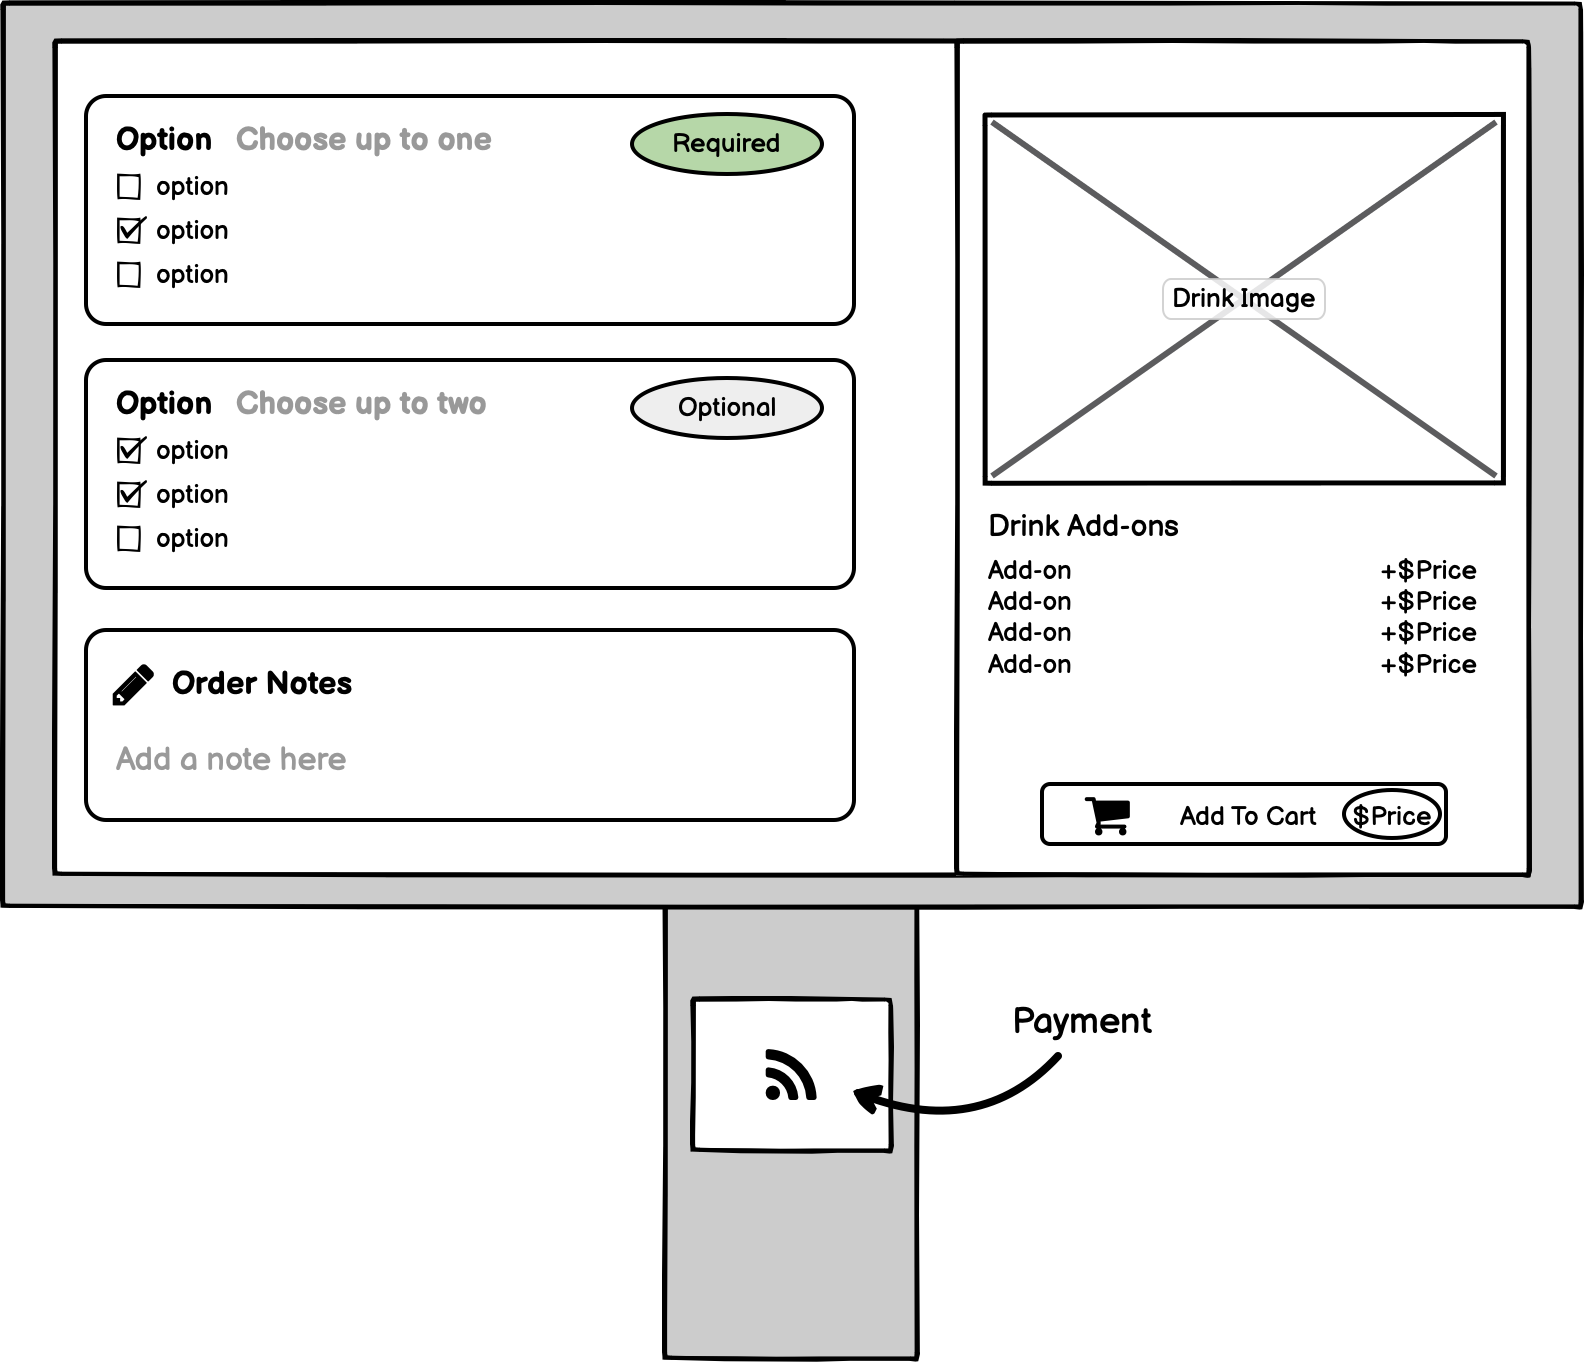 Option Choose up to one
Required
option
option
option
Option Choose up to two
Optional
option
option
option
Order Notes
Add a note here
Drink Image
Drink Add-ons
Add-on +$Price
Add-on +$Price
Add-on +$Price
Add-on +$Price
Add To Cart $Price
Payment